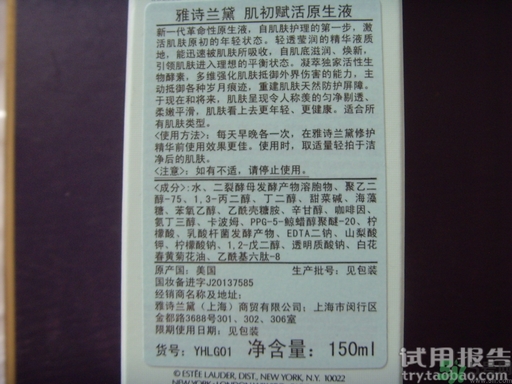 雅诗兰黛 肌初赋活原生液
新一代革命性原生液，自肌肤护理的第一步，激
活肌肤原初的年轻状态。轻透莹润的精华液质
地，能迅速被肌肤所吸收，自肌底滋润、焕新，
引领肌肤进入理想的平衡状态。凝萃独家活性生
物酵素，多维强化肌肤抵御外界伤害的能力，主
动抵御各种岁月痕迹，重建肌肤天然防护屏障。
于现在和将来，肌肤呈现令人称羡的匀净剔透、
柔嫩平滑，肌肤看上去更年轻、更健康。适合所
有肌肤类型。
<使用方法>：每天早晚各一次，在雅诗兰黛修护
精华前使用效果更佳。使用时，取适量轻拍于洁
净后的肌肤。
<注意>：如有不适，请停止使用。
<成分>：水、二裂酵母发酵产物溶胞物、聚乙二
醇-75、1,3-丙二醇、丁二醇、甜菜碱、海藻
糖、苯氧乙醇、乙酰壳糖胺、辛甘醇、咖啡因、
氨丁三醇、卡波姆、PPG-5-鲸蜡醇聚醚-20、柠
檬酸、乳酸杆菌发酵产物、EDTA二钠、山梨酸
钾、柠檬酸钠、1,2-戊二醇、透明质酸钠、白花
春黄菊花油、乙酰基六肽-8
原产国：美国 生产批号：见包装
国妆备进字J20137585
经销商名称及地址：
雅诗兰黛（上海）商贸有限公司；上海市闵行区
金都路3688号301、302、306室
限期使用日期：见包装
货号：YHLG01 净含量：150ml
© ESTÉE LAUDER, DIST. NEW YORK, N.Y. 10022
试用报告
try.taobao.com